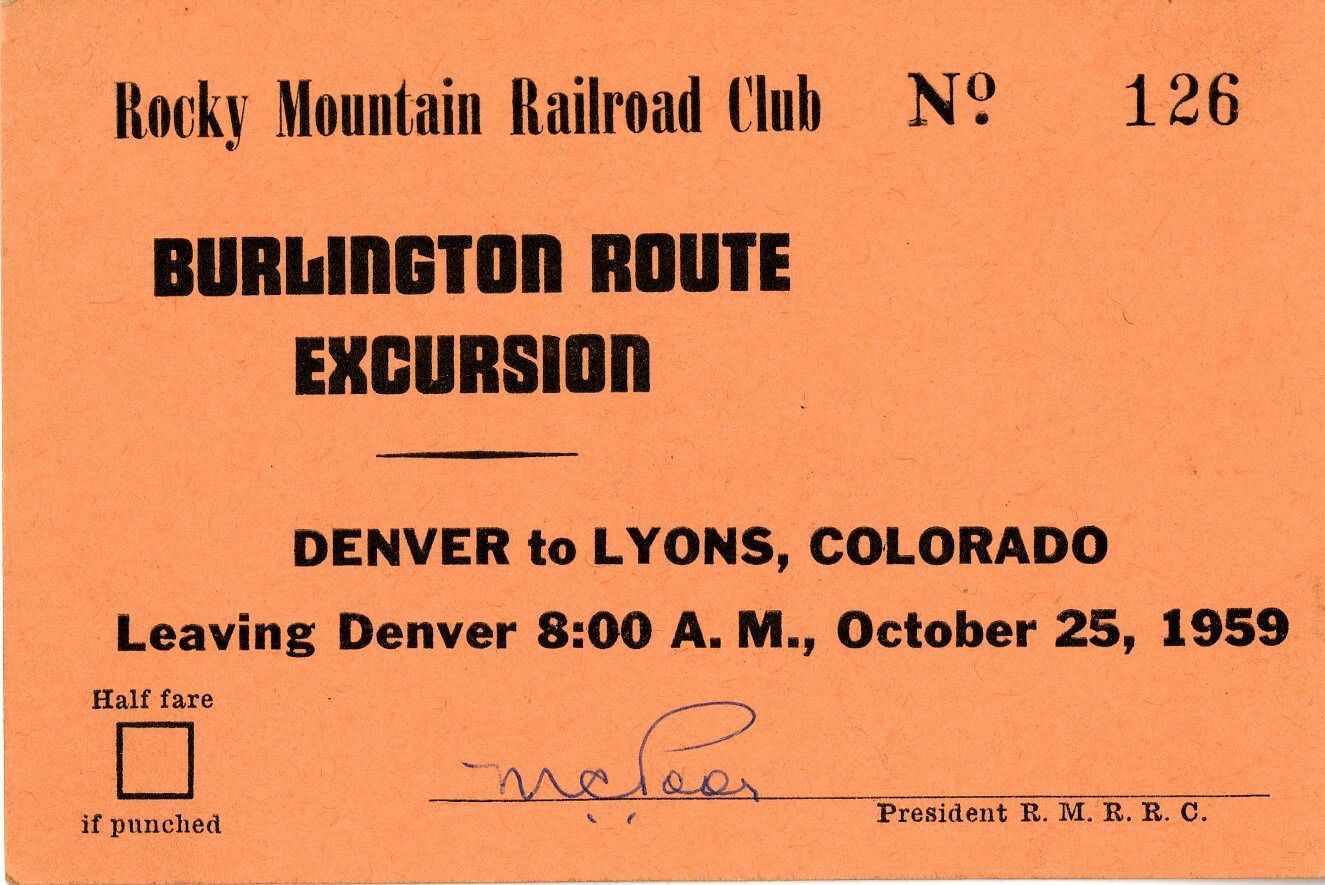 Rocky Mountain Railroad Club Nº 126
BURLINGTON ROUTE
EXCURSION
DENVER to LYONS, COLORADO
Leaving Denver 8:00 A. M., October 25, 1959
Half fare
if punched
M.C. Poor
President R. M. R. R. C.